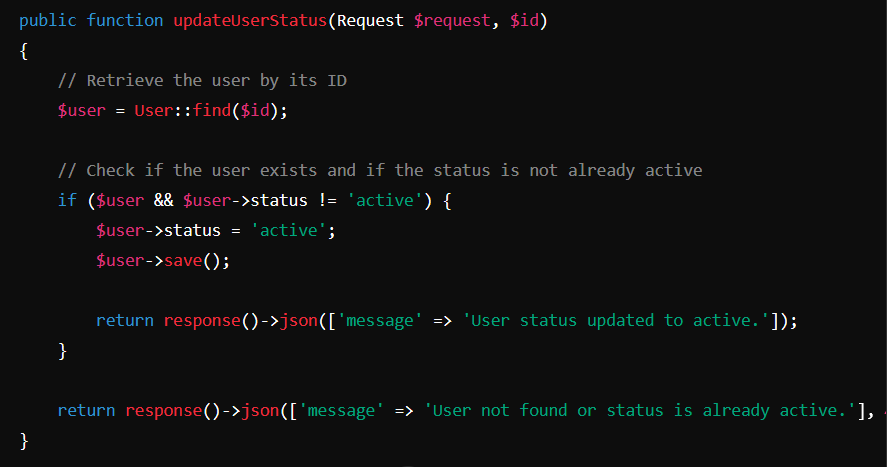 public function updateUserStatus(Request $request, $id)
{
    // Retrieve the user by its ID
    $user = User::find($id);

    // Check if the user exists and if the status is not already active
    if ($user && $user->status != 'active') {
        $user->status = 'active';
        $user->save();

        return response()->json(['message' => 'User status updated to active.']);
    }

    return response()->json(['message' => 'User not found or status is already active.'],
}